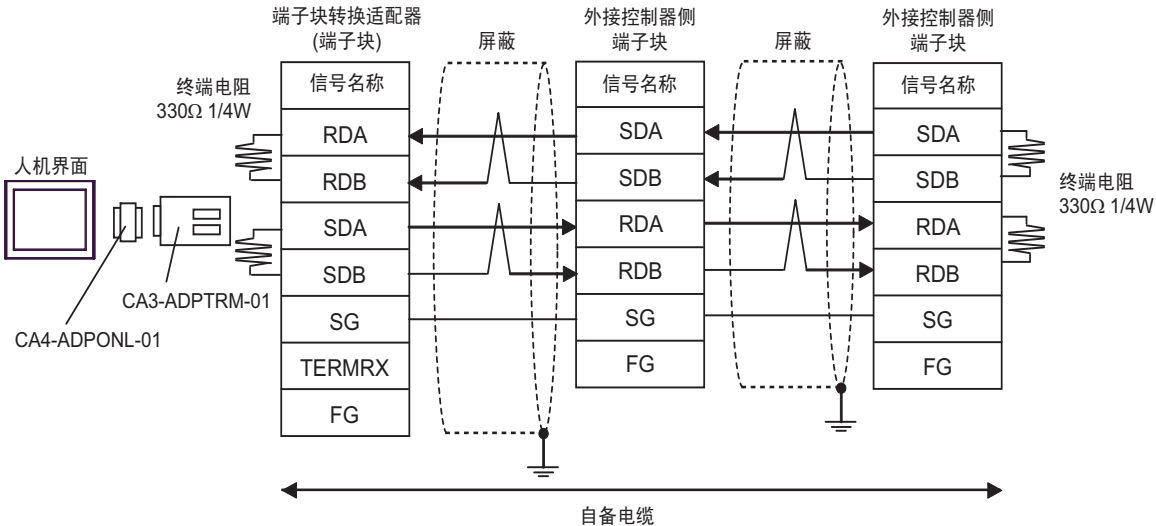 端子块转换适配器
(端子块)
屏蔽
外接控制器侧
端子块
屏蔽
外接控制器侧
端子块
终端电阻
330Ω 1/4W
人机界面
CA3-ADPTRM-01
CA4-ADPONL-01
信号名称
RDA
RDB
SDA
SDB
SG
TERMRX
FG
信号名称
SDA
SDB
RDA
RDB
SG
FG
信号名称
SDA
SDB
RDA
RDB
SG
FG
终端电阻
330Ω 1/4W
自备电缆